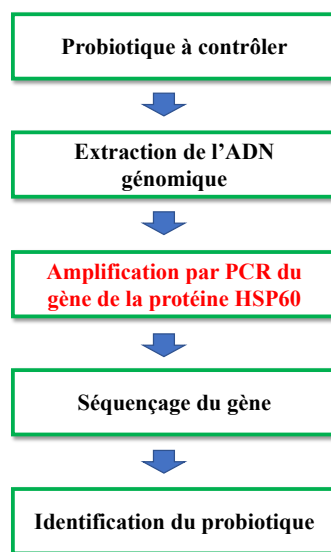 Probiotique à contrôler
Extraction de l’ADN
génomique
Amplification par PCR du
gène de la protéine HSP60
Séquençage du gène
Identification du probiotique